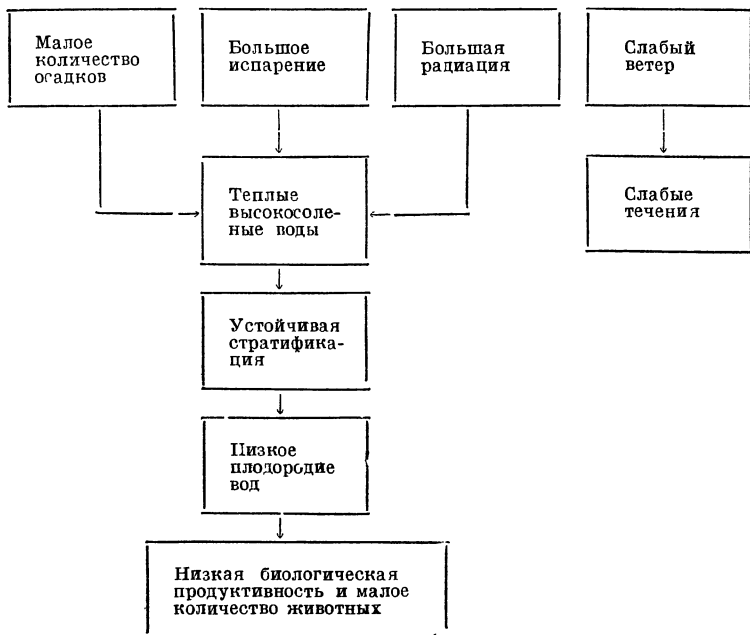 Малое
количество
осадков
Большое
испарение
Большая
радиация
Слабый
ветер
Теплые
высокосоле-
ные воды
Слабые
течения
Устойчивая
стратифика-
ция
Низкое
плодородие
вод
Низкая биологическая
продуктивность и малое
количество животных